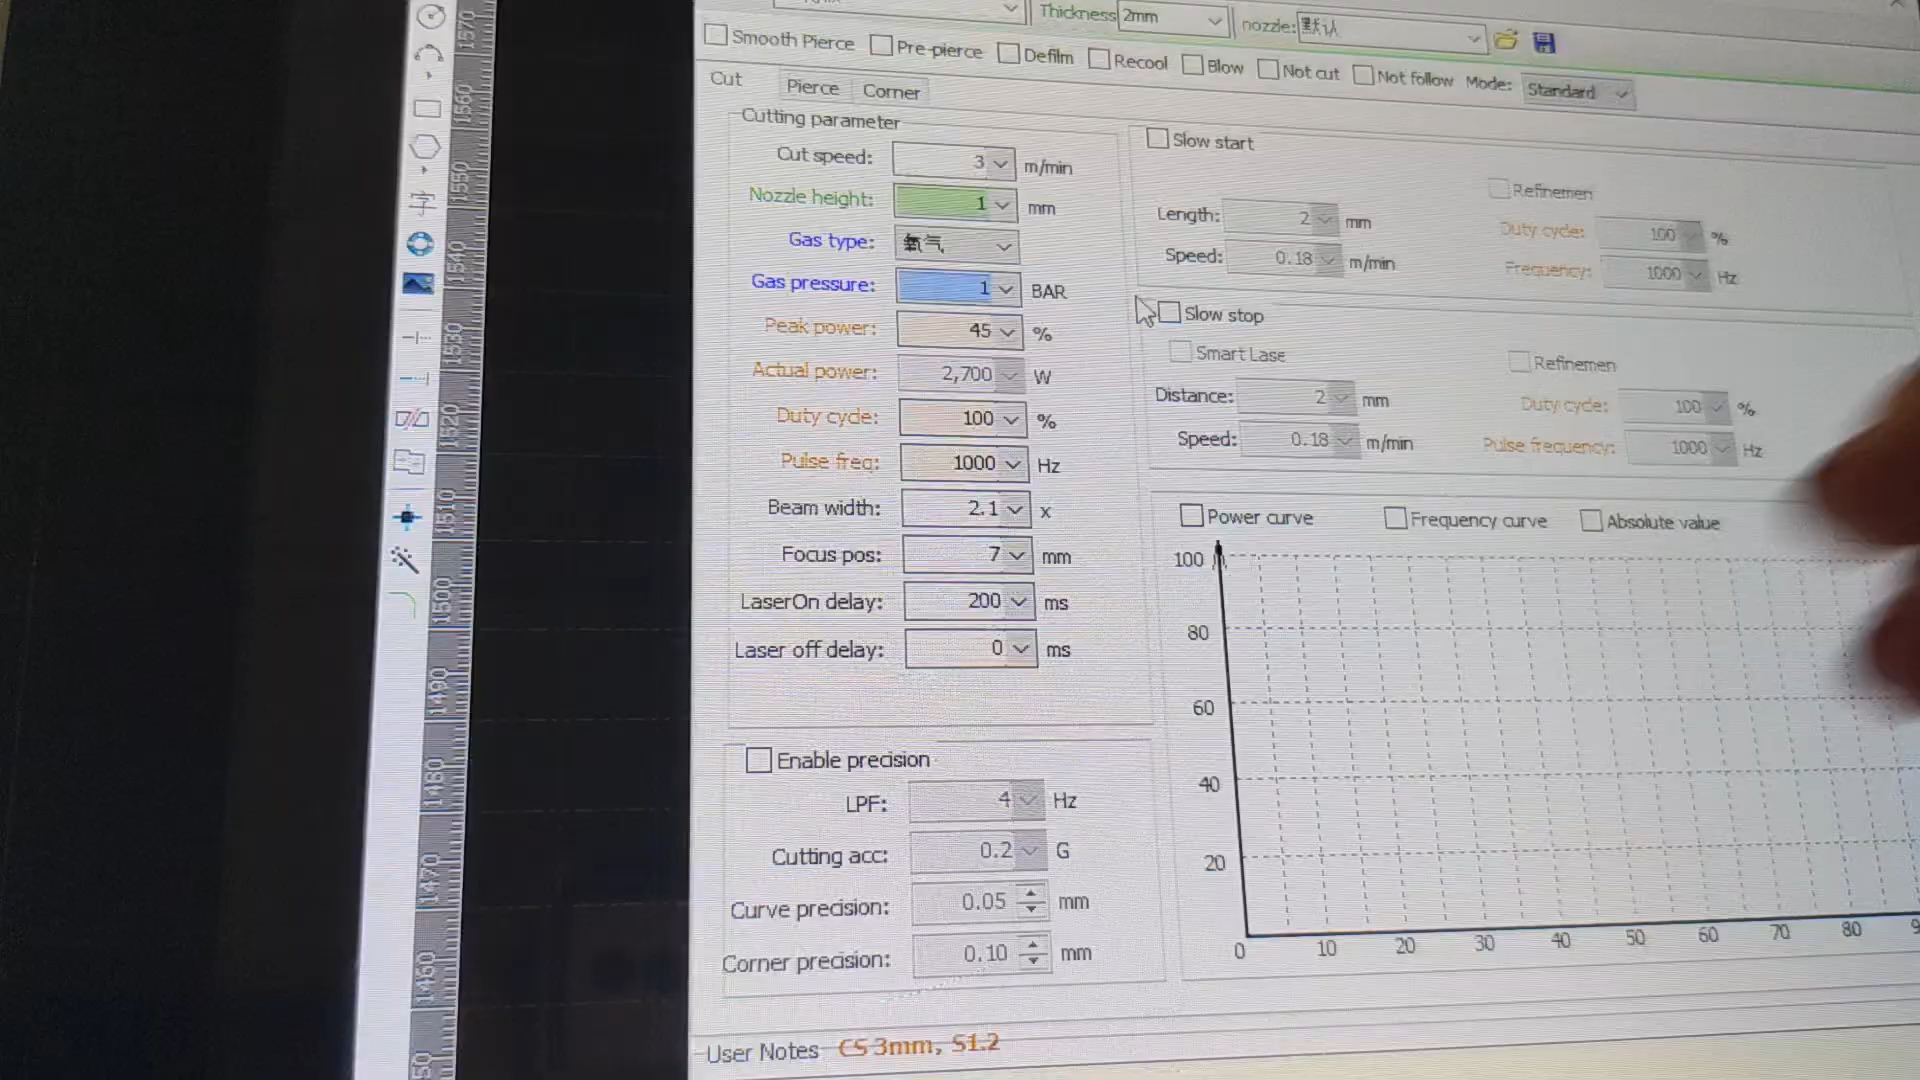 Thickness 2mm nozzle: 默认
Smooth Pierce Pre-pierce Defilm Recool Blow Not cut Not follow Mode: Standard
Cut Pierce Corner
Cutting parameter
Cut speed: 3 m/min
Nozzle height: 1 mm
Gas type: 氧气
Gas pressure: 1 BAR
Peak power: 45 %
Actual power: 2,700 W
Duty cycle: 100 %
Pulse freq: 1000 Hz
Beam width: 2.1 x
Focus pos: 7 mm
LaserOn delay: 200 ms
Laser off delay: 0 ms
Enable precision
LPF: 4 Hz
Cutting acc: 0.2 G
Curve precision: 0.05 mm
Corner precision: 0.10 mm
Slow start
Refinemen
Length: 2 mm Duty cycle: 100 %
Speed: 0.18 m/min Frequency: 1000 Hz
Slow stop
Smart Lase Refinemen
Distance: 2 mm Duty cycle: 100 %
Speed: 0.18 m/min Pulse frequency: 1000 Hz
Power curve Frequency curve Absolute value
100
80
60
40
20
0 10 20 30 40 50 60 70 80 9
User Notes CS 3mm, S1.2
字
1570
1560
1550
1540
1530
1520
1510
1500
1490
1480
1470
1460
50